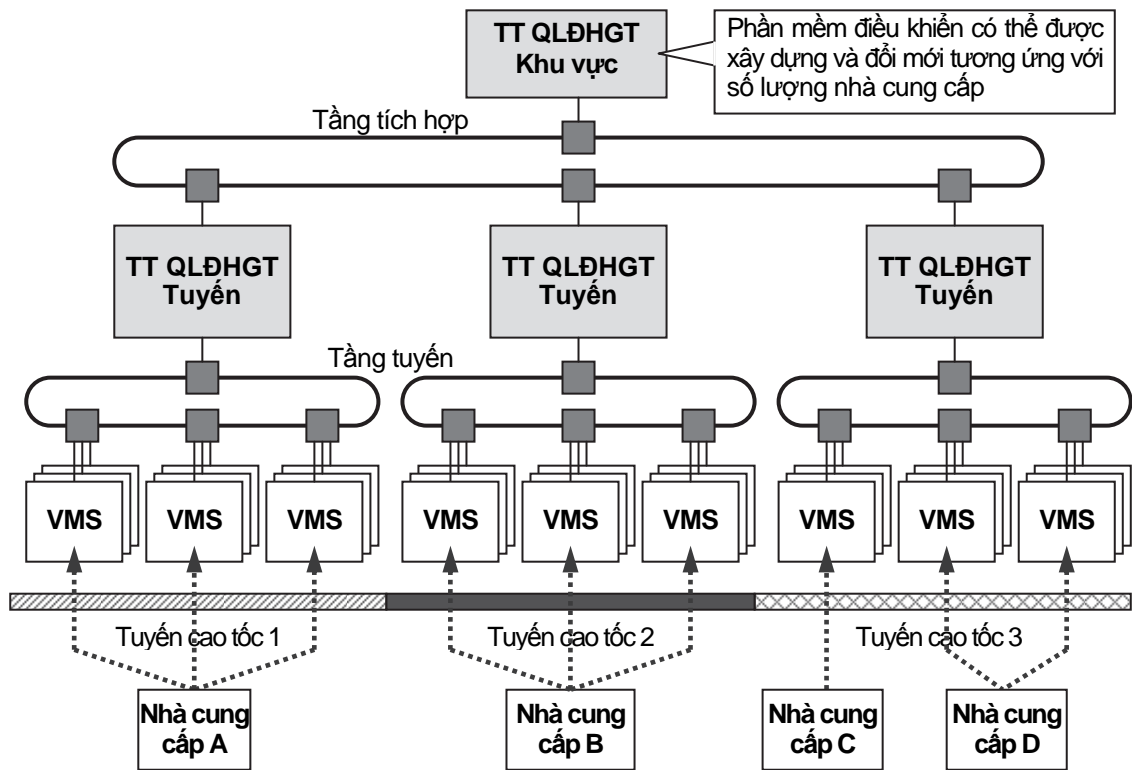 TT QLĐHGT
Khu vực
Phần mềm điều khiển có thể được
xây dựng và đổi mới tương ứng với
số lượng nhà cung cấp
Tầng tích hợp
TT QLĐHGT
Tuyến
TT QLĐHGT
Tuyến
TT QLĐHGT
Tuyến
Tầng tuyến
VMS
VMS
VMS
VMS
VMS
VMS
VMS
VMS
VMS
Tuyến cao tốc 1
Tuyến cao tốc 2
Tuyến cao tốc 3
Nhà cung
cấp A
Nhà cung
cấp B
Nhà cung
cấp C
Nhà cung
cấp D